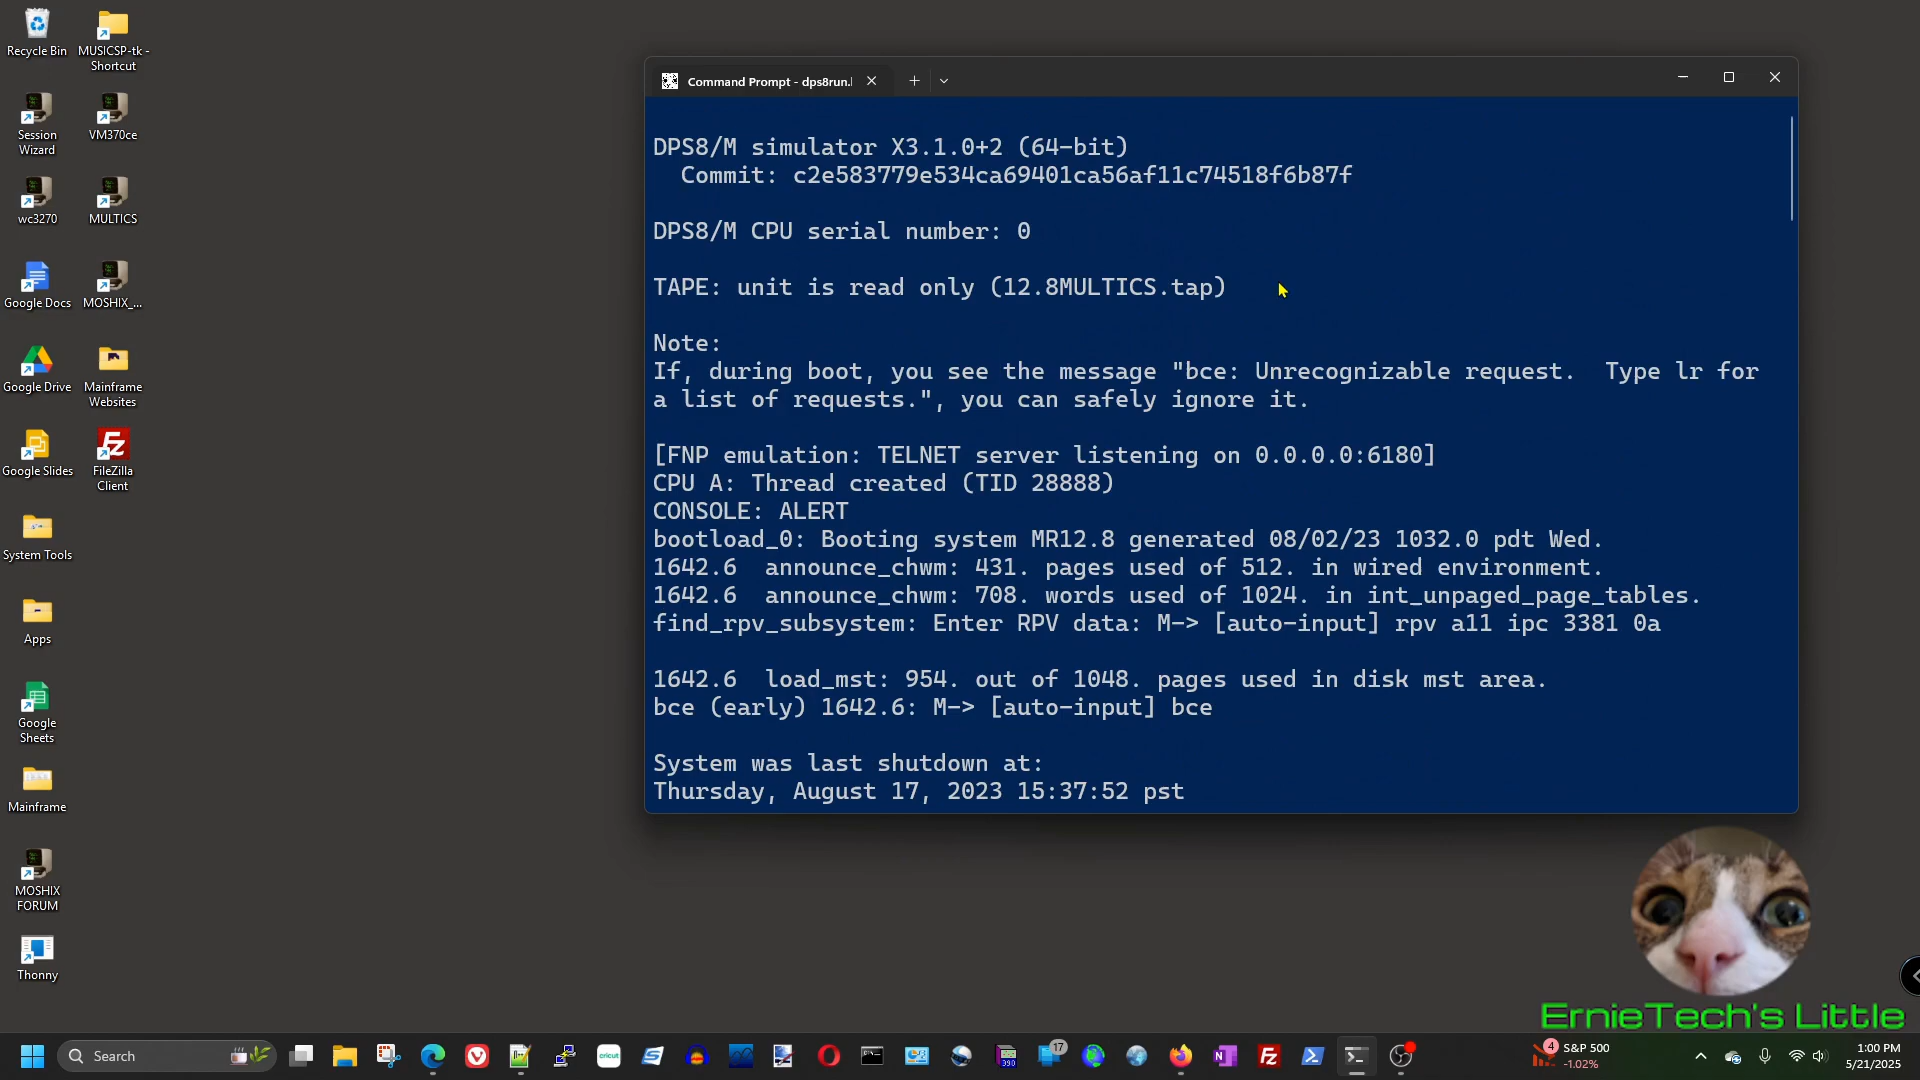 Recycle Bin
MUSICSP-tk -
Shortcut
Session
Wizard
VM370ce
wc3270
MULTICS
Google Docs
MOSHIX_...
Google Drive
Mainframe
Websites
Google Slides
FileZilla
Client
System Tools
Apps
Google
Sheets
Mainframe
MOSHIX
FORUM
Thonny
Command Prompt - dps8run.
DPS8/M simulator X3.1.0+2 (64-bit)
Commit: c2e583779e534ca69401ca56af11c74518f6b87f
DPS8/M CPU serial number: 0
TAPE: unit is read only (12.8MULTICS.tap)
Note:
If, during boot, you see the message "bce: Unrecognizable request.  Type lr for
a list of requests.", you can safely ignore it.
[FNP emulation: TELNET server listening on 0.0.0.0:6180]
CPU A: Thread created (TID 28888)
CONSOLE: ALERT
bootload_0: Booting system MR12.8 generated 08/02/23 1032.0 pdt Wed.
1642.6  announce_chwm: 431. pages used of 512. in wired environment.
1642.6  announce_chwm: 708. words used of 1024. in int_unpaged_page_tables.
find_rpv_subsystem: Enter RPV data: M-> [auto-input] rpv a11 ipc 3381 0a
1642.6  load_mst: 954. out of 1048. pages used in disk mst area.
bce (early) 1642.6: M-> [auto-input] bce
System was last shutdown at:
Thursday, August 17, 2023 15:37:52 pst
ErnieTech's Little
Search
cricut
390
17
4
S&P 500
-1.02%
1:00 PM
5/21/2025